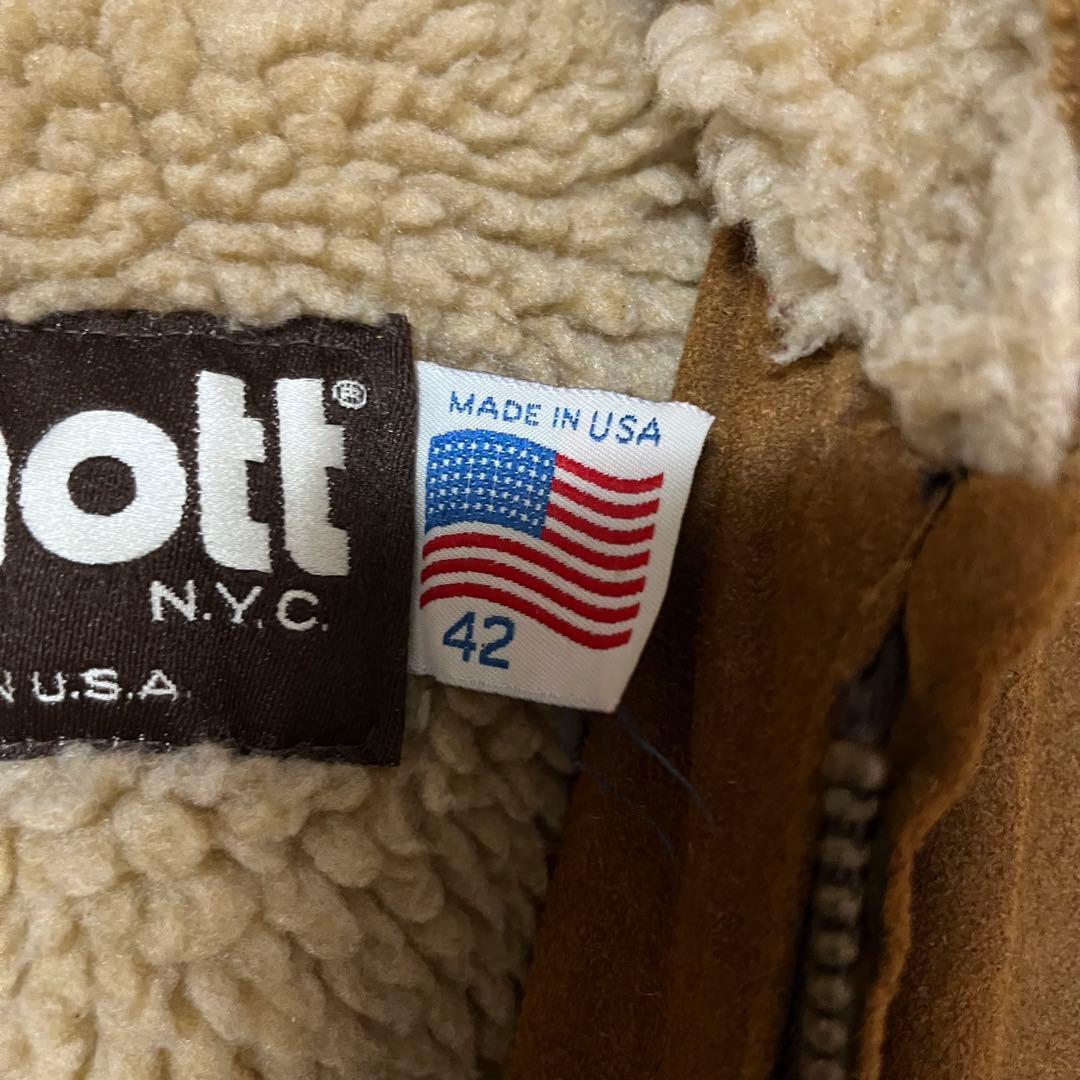 ott®
N.Y.C.
N U.S.A.
MADE IN USA
42